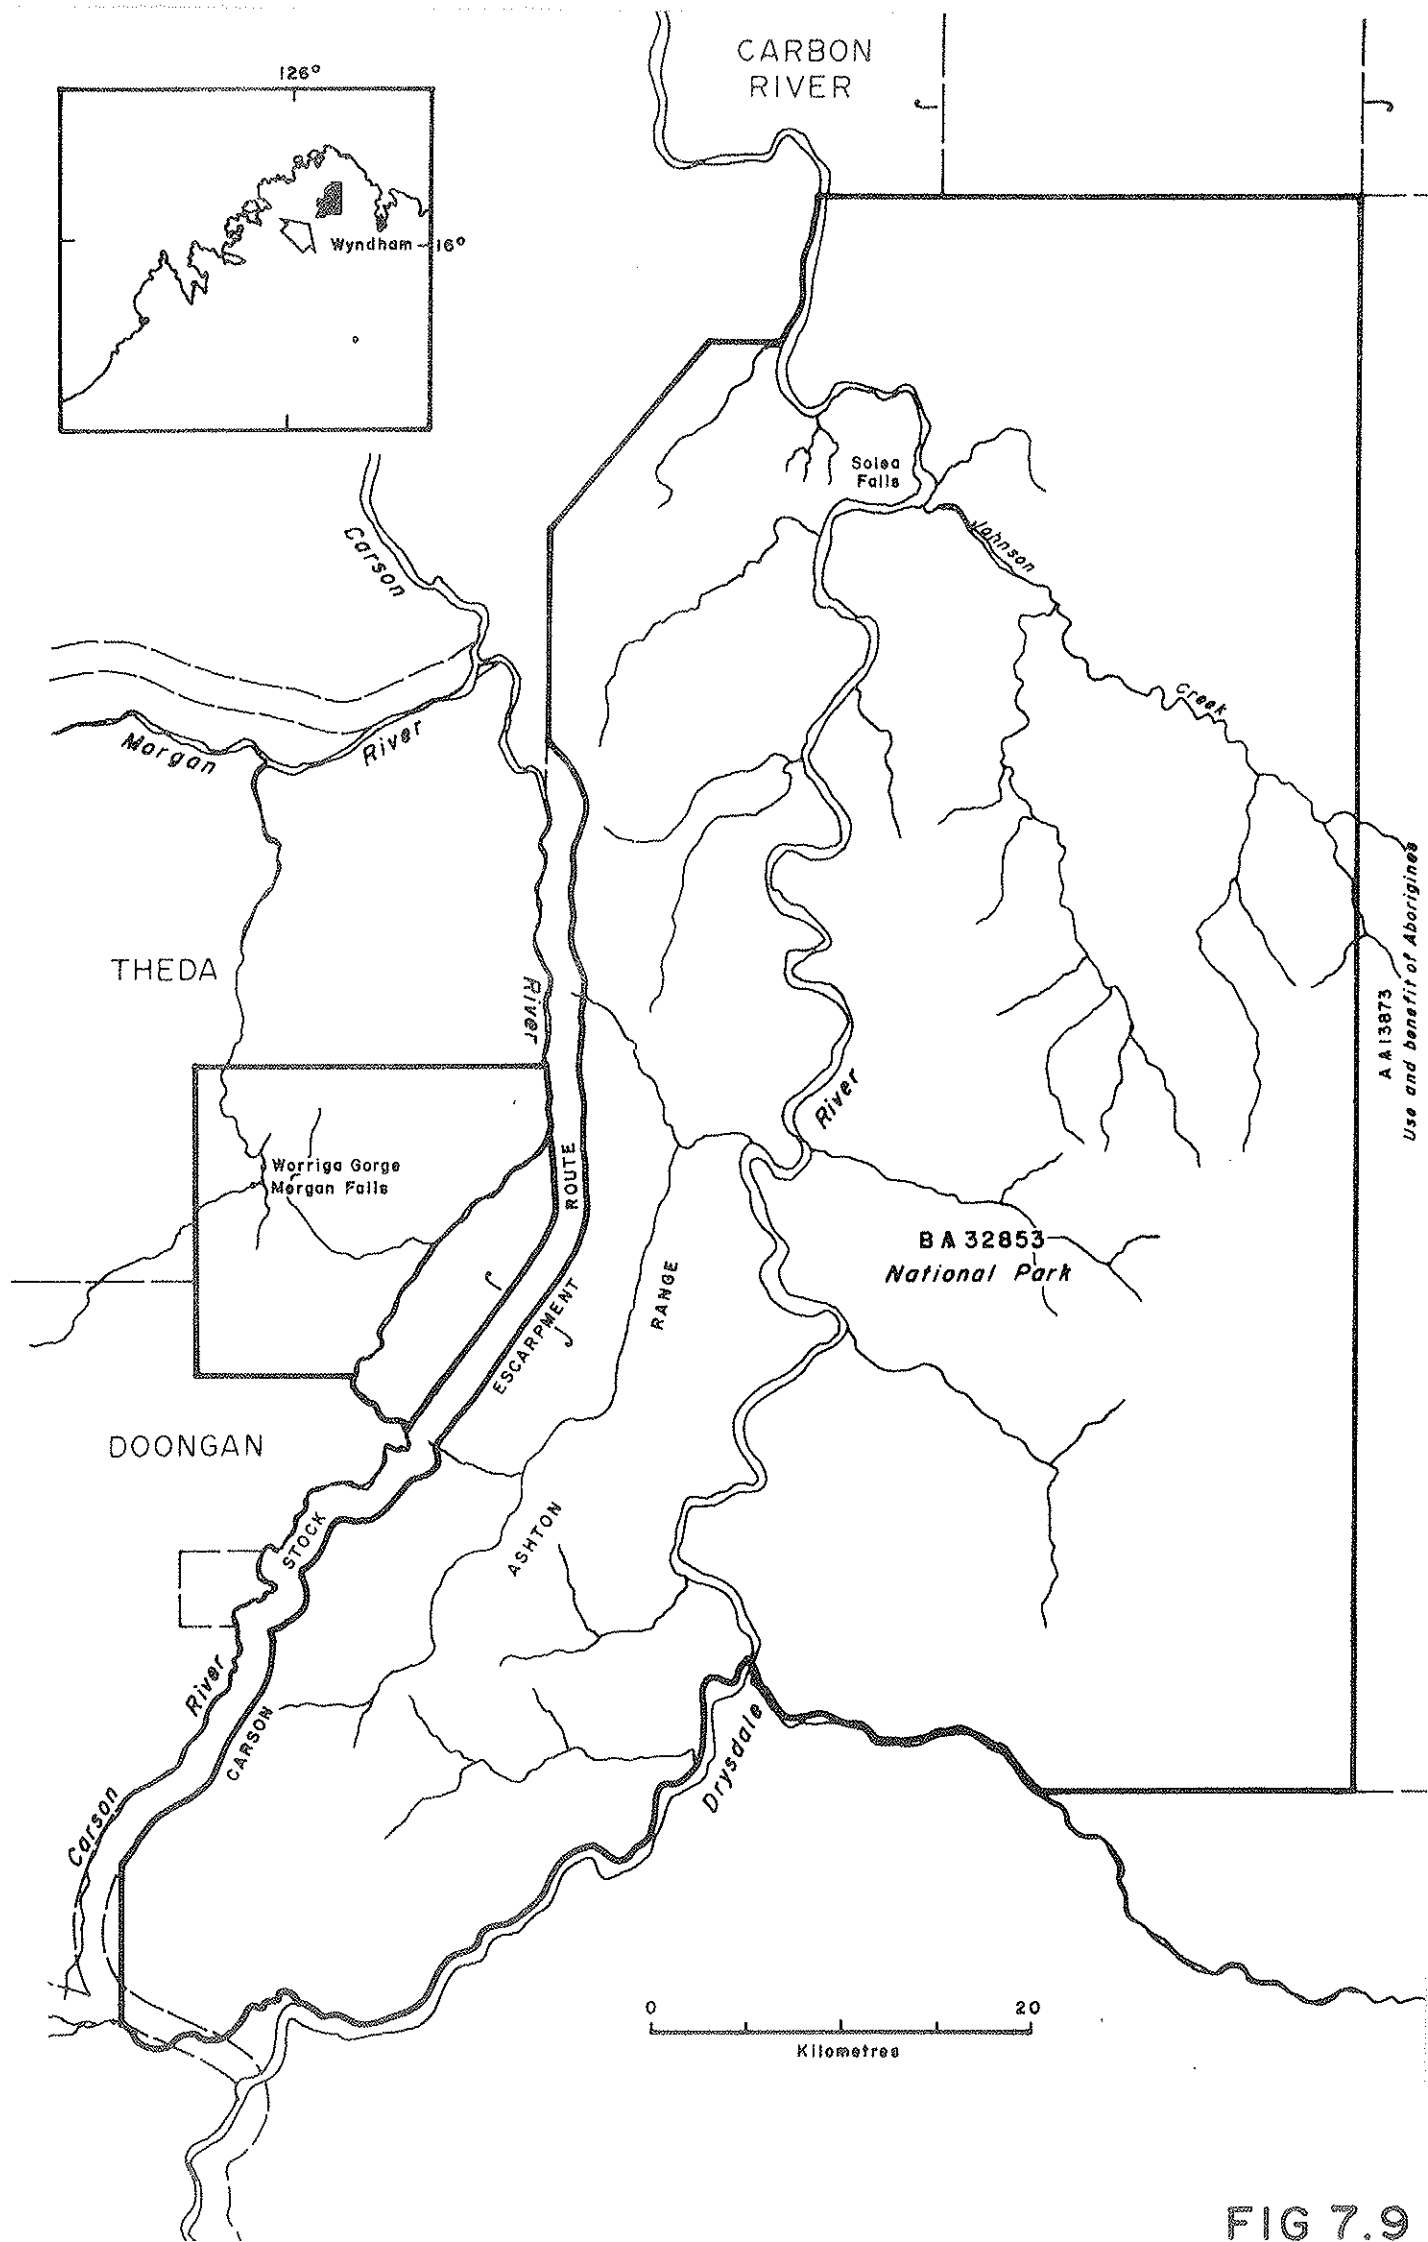 126°
CARBON
RIVER
Wyndham
16°
Solea
Falls
Carson
Johnson
Creek
Morgan
River
THEDA
River
AA13873
Use and benefit of Aborigines
River
ROUTE
Worriga Gorge
Morgan Falls
BA 32853
National Park
RANGE
ESCARPMENT
DOONGAN
STOCK
ASHTON
River
CARSON
Drysdale
Carson
0 20
Kilometres
FIG 7.9